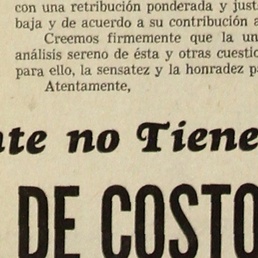 con una retribución ponderada y just
baja y de acuerdo a su contribución a
Creemos firmemente que la un
análisis sereno de ésta y otras cuestio
para ello, la sensatez y la honradez p
Atentamente,
nte no Tiene
DE COSTO